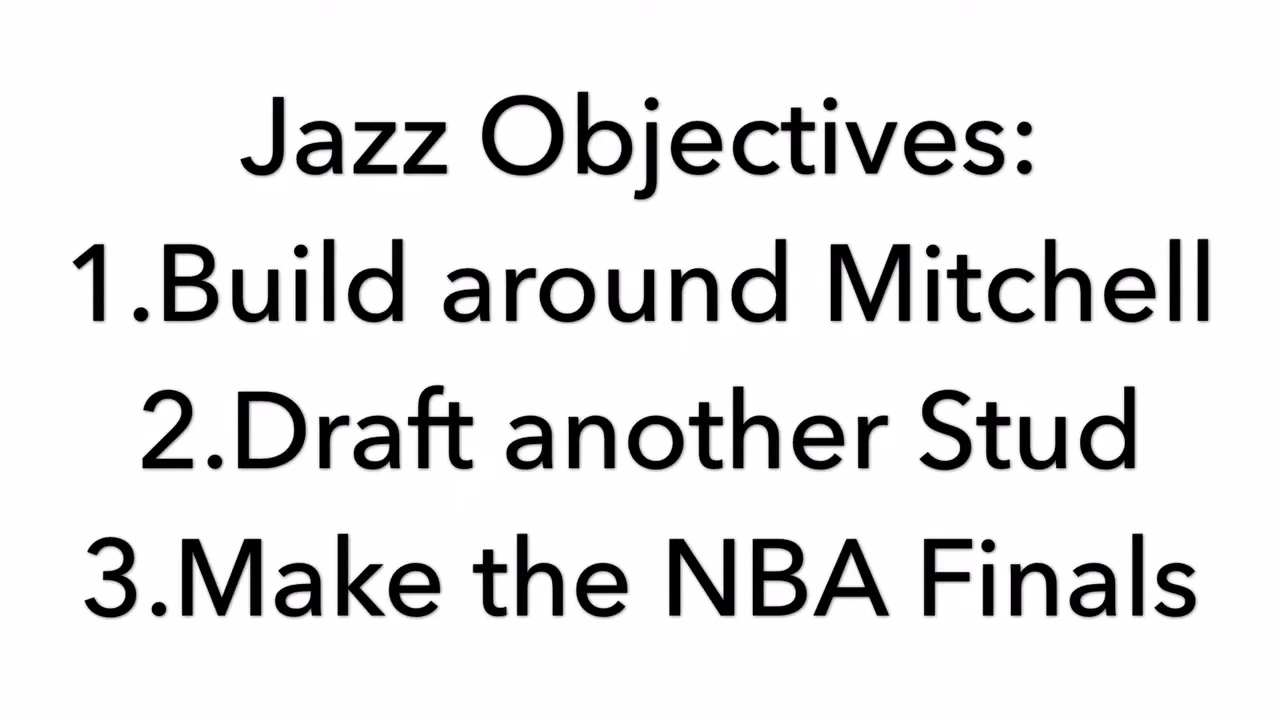 Jazz Objectives:
1.Build around Mitchell
2.Draft another Stud
3.Make the NBA Finals